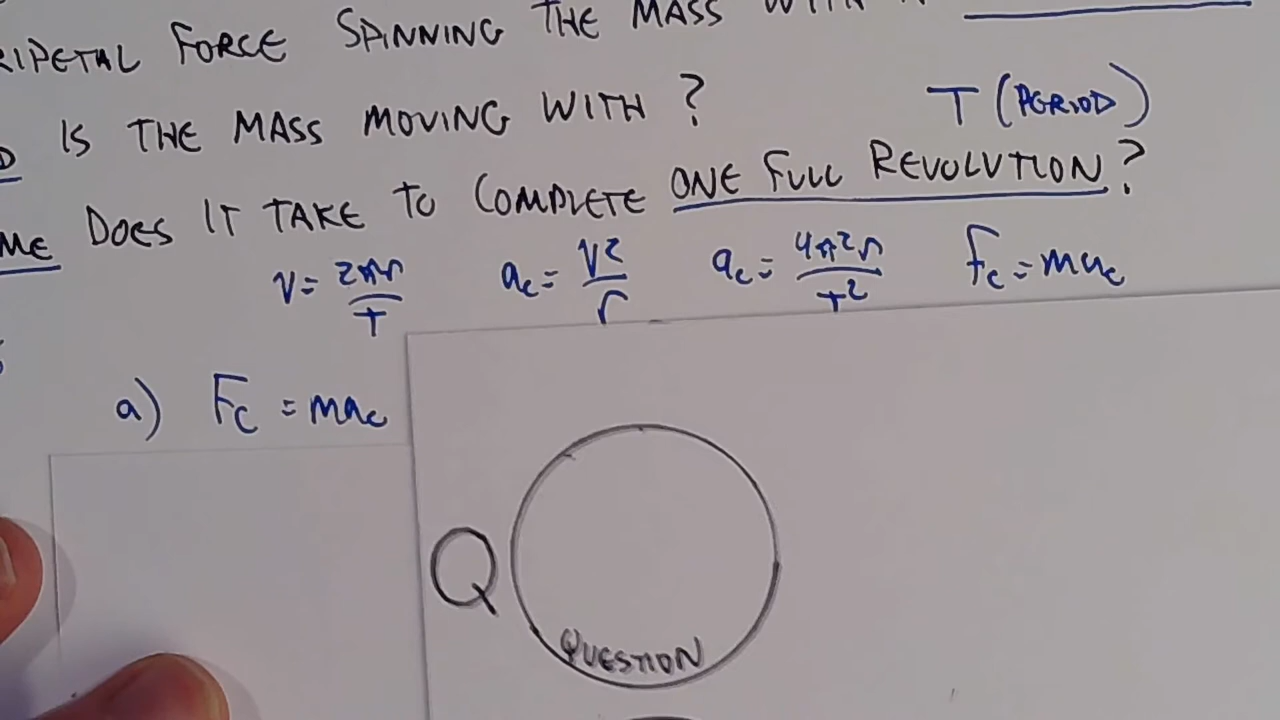 FORCE SPINNING THE MASS WITH
IS THE MASS MOVING WITH?
T (PERIOD)
DOES IT TAKE TO COMPLETE ONE FULL REVOLUTION?
v = 2πr/T ac = v²/r ac = 4π²r/T² Fc = mac
a) Fc = mac
Q
QUESTION